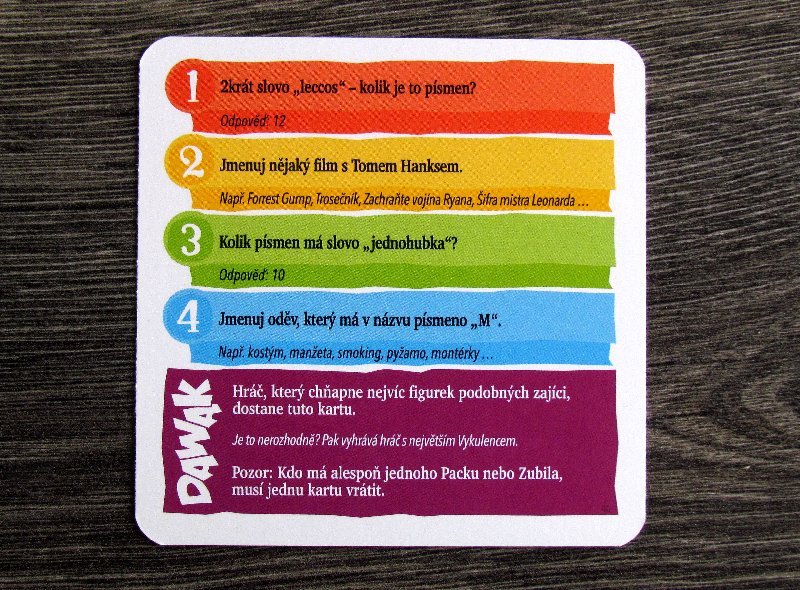 1
2krát slovo „leccos“ – kolik je to písmen?
Odpověď: 12
2
Jmenuj nějaký film s Tomem Hanksem.
Např. Forrest Gump, Trosečník, Zachraňte vojína Ryana, Šifra mistra Leonarda ...
3
Kolik písmen má slovo „jednohubka“?
Odpověď: 10
4
Jmenuj oděv, který má v názvu písmeno „M“.
Např. kostým, manžeta, smoking, pyžamo, montérky ...
DAWAK
Hráč, který chňapne nejvíc figurek podobných zajíci,
dostane tuto kartu.
Je to nerozhodně? Pak vyhrává hráč s největším Vykulencem.
Pozor: Kdo má alespoň jednoho Packu nebo Zubila,
musí jednu kartu vrátit.